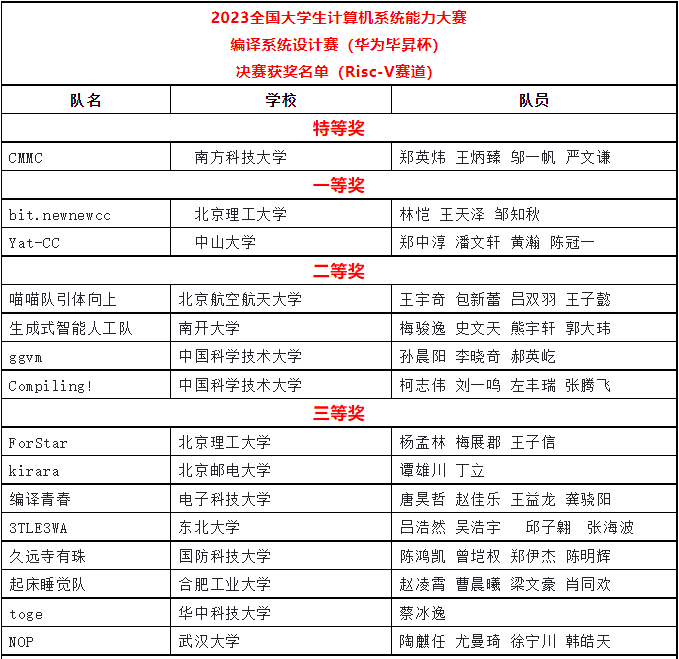 2023全国大学生计算机系统能力大赛
编译系统设计赛（华为毕昇杯）
决赛获奖名单（Risc-V赛道）
队名 学校 队员
特等奖
CMMC 南方科技大学 郑英炜 王炳臻 邬一帆 严文谦
一等奖
bit.newnewcc 北京理工大学 林恺 王天泽 邹知秋
Yat-CC 中山大学 郑中淳 潘文轩 黄瀚 陈冠一
二等奖
喵喵队引体向上 北京航空航天大学 王宇奇 包新蕾 吕双羽 王子懿
生成式智能人工队 南开大学 梅骏逸 史文天 熊宇轩 郭大玮
ggvm 中国科学技术大学 孙晨阳 李晓奇 郝英屹
Compiling! 中国科学技术大学 柯志伟 刘一鸣 左丰瑞 张腾飞
三等奖
ForStar 北京理工大学 杨孟林 梅展郡 王子信
kirara 北京邮电大学 谭雄川 丁立
编译青春 电子科技大学 唐昊哲 赵佳乐 王益龙 龚骁阳
3TLE3WA 东北大学 吕浩然 吴浩宇 邱子翱 张海波
久远寺有珠 国防科技大学 陈鸿凯 曾垲权 郑伊杰 陈明辉
起床睡觉队 合肥工业大学 赵凌霄 曹晨曦 梁文豪 肖同欢
toge 华中科技大学 蔡冰逸
NOP 武汉大学 陶麒任 尤曼琦 徐宁川 韩皓天